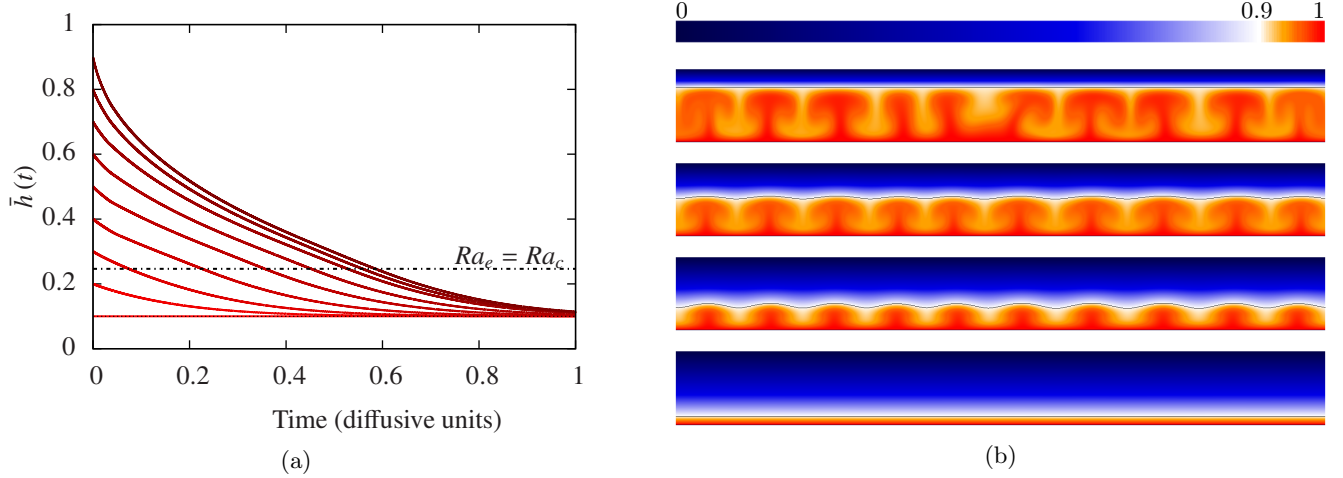 1
0.8
0.6
0.4
0.2
0
h̄(t)
Ra_e = Ra_c
0 0.2 0.4 0.6 0.8 1
Time (diffusive units)
(a)
0 0.9 1
(b)